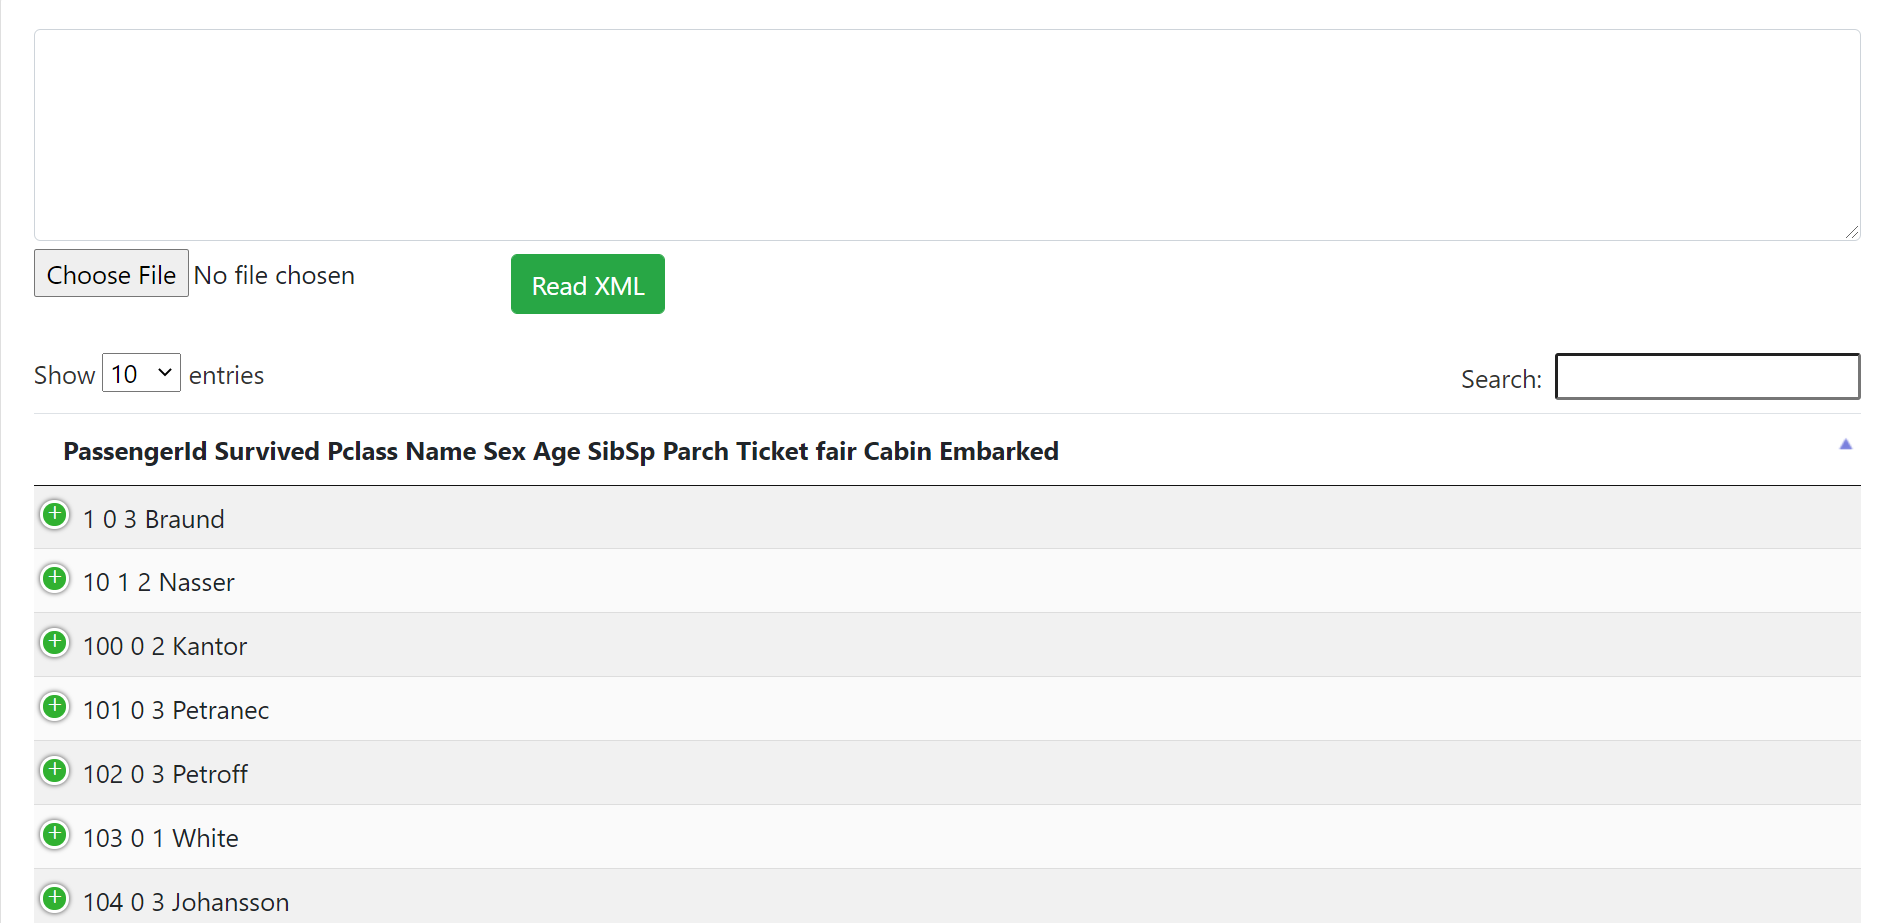 Choose File No file chosen Read XML
Show 10 entries Search:
PassengerId Survived Pclass Name Sex Age SibSp Parch Ticket fair Cabin Embarked
1 0 3 Braund
10 1 2 Nasser
100 0 2 Kantor
101 0 3 Petranec
102 0 3 Petroff
103 0 1 White
104 0 3 Johansson